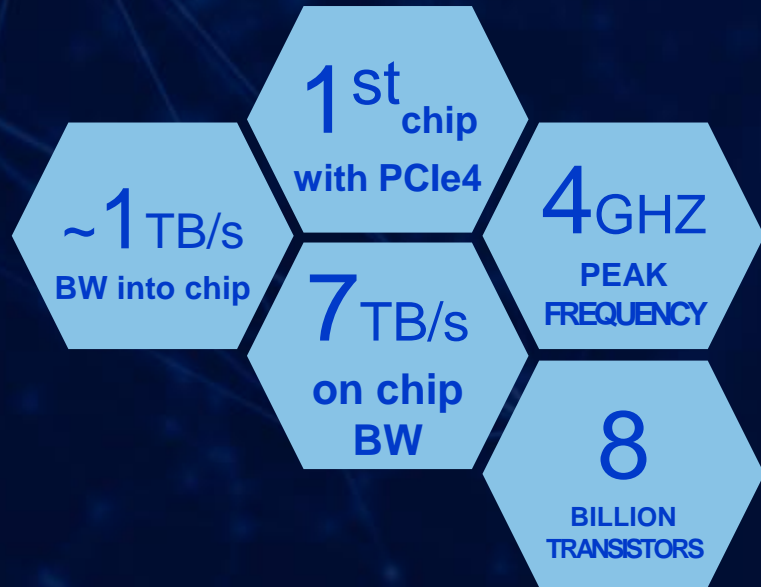 1st chip
with PCIe4
~1TB/s
BW into chip
4GHZ
PEAK
FREQUENCY
7TB/s
on chip
BW
8
BILLION
TRANSISTORS